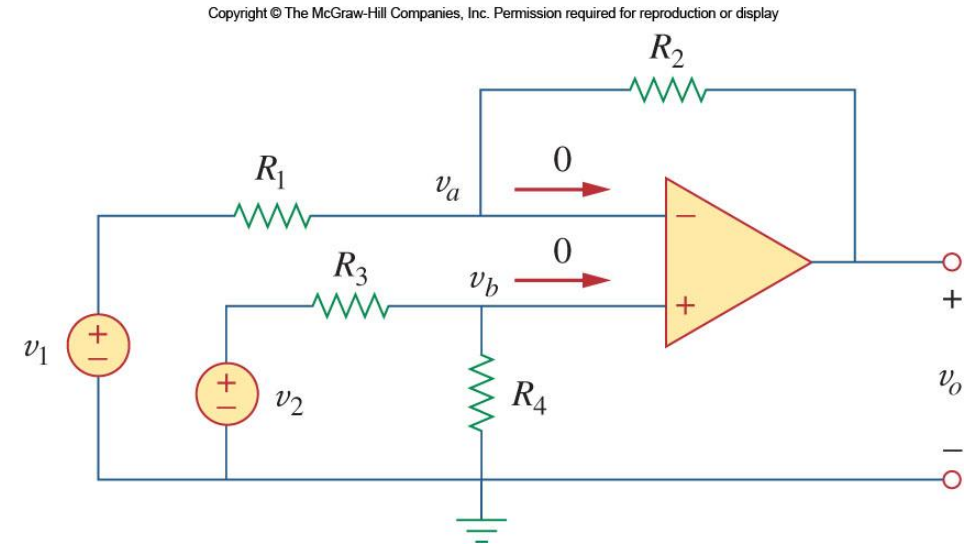 Copyright © The McGraw-Hill Companies, Inc. Permission required for reproduction or display
R2
R1
va
0
0
R3
vb
+
−
+
−
v1
+
−
v2
R4
−
+
+
vo
−